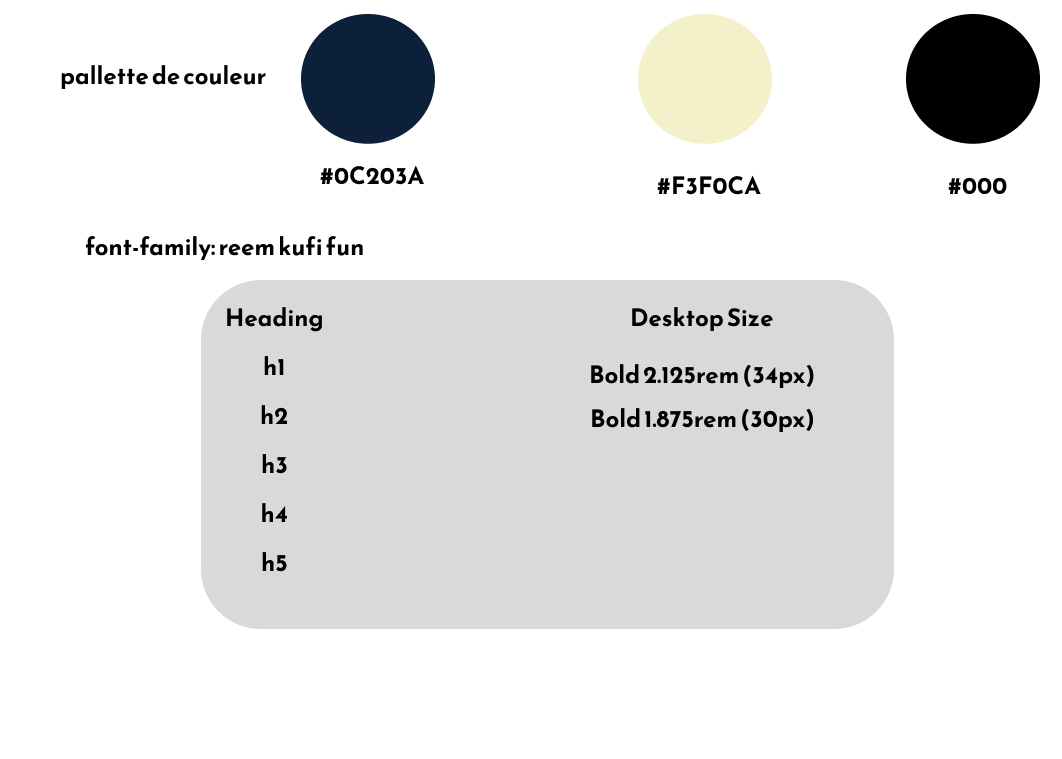 pallette de couleur
#0C203A
#F3F0CA
#000
font-family: reem kufi fun
Heading Desktop Size
h1 Bold 2.125rem (34px)
h2 Bold 1.875rem (30px)
h3
h4
h5